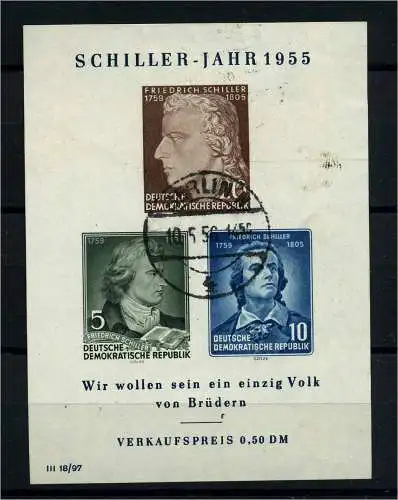 SCHILLER-JAHR 1955
FRIEDRICH SCHILLER
1759 1805
DEUTSCHE
DEMOKRATISCHE REPUBLIK
BERLIN
1759
5
FRIEDRICH SCHILLER
DEUTSCHE
DEMOKRATISCHE REPUBLIK
FRIEDRICH SCHILLER
1759 1805
10
DEUTSCHE
DEMOKRATISCHE REPUBLIK
Wir wollen sein ein einzig Volk
von Brüdern
VERKAUFSPREIS 0,50 DM
III 18/97